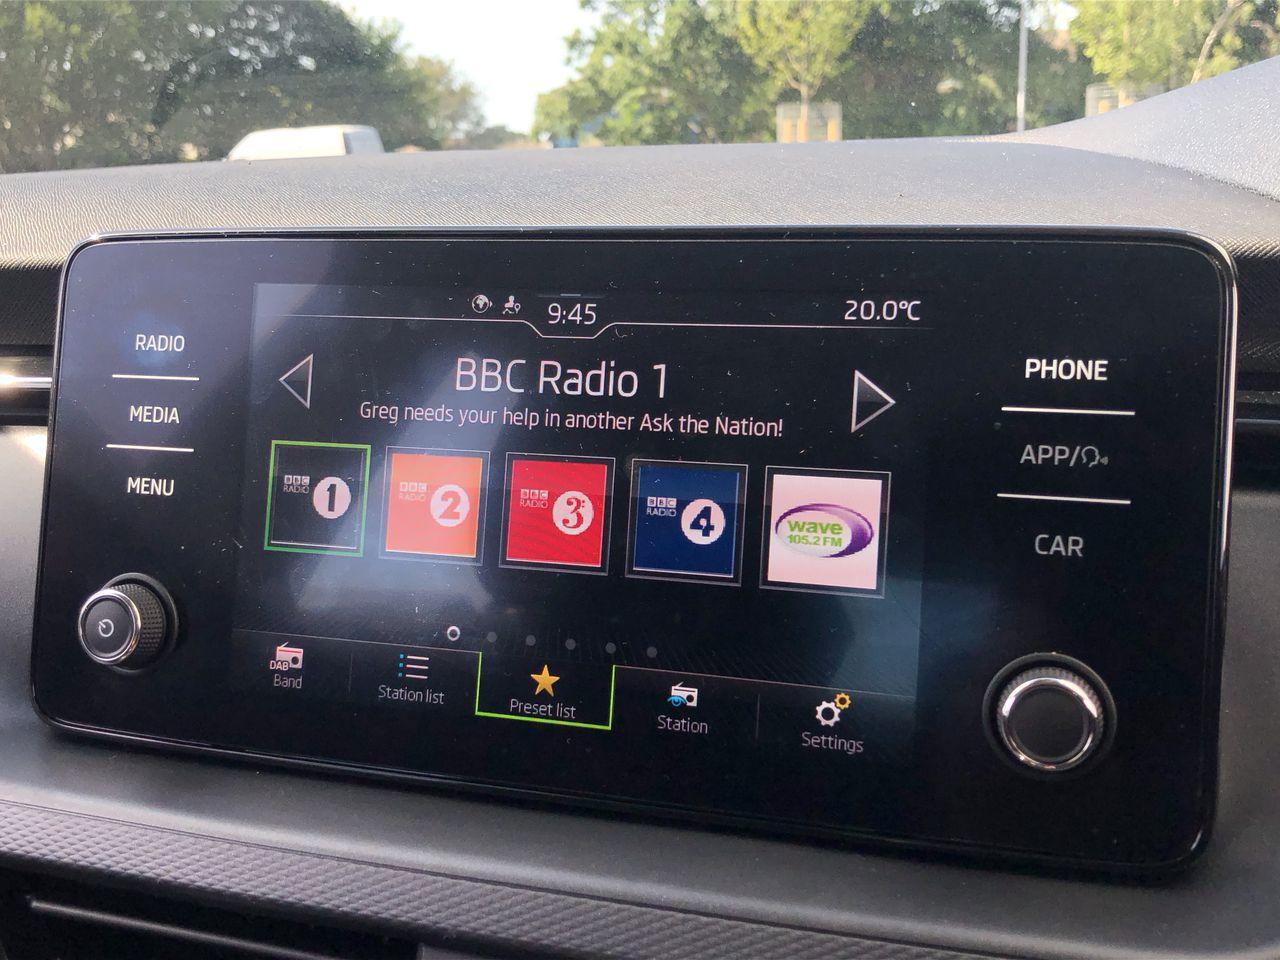 9:45
20.0°C
RADIO
MEDIA
MENU
BBC Radio 1
Greg needs your help in another Ask the Nation!
PHONE
APP/
CAR
BBC RADIO 1
BBC RADIO 2
BBC RADIO 3
BBC RADIO 4
wave
105.2 FM
DAB
Band
Station list
Preset list
Station
Settings